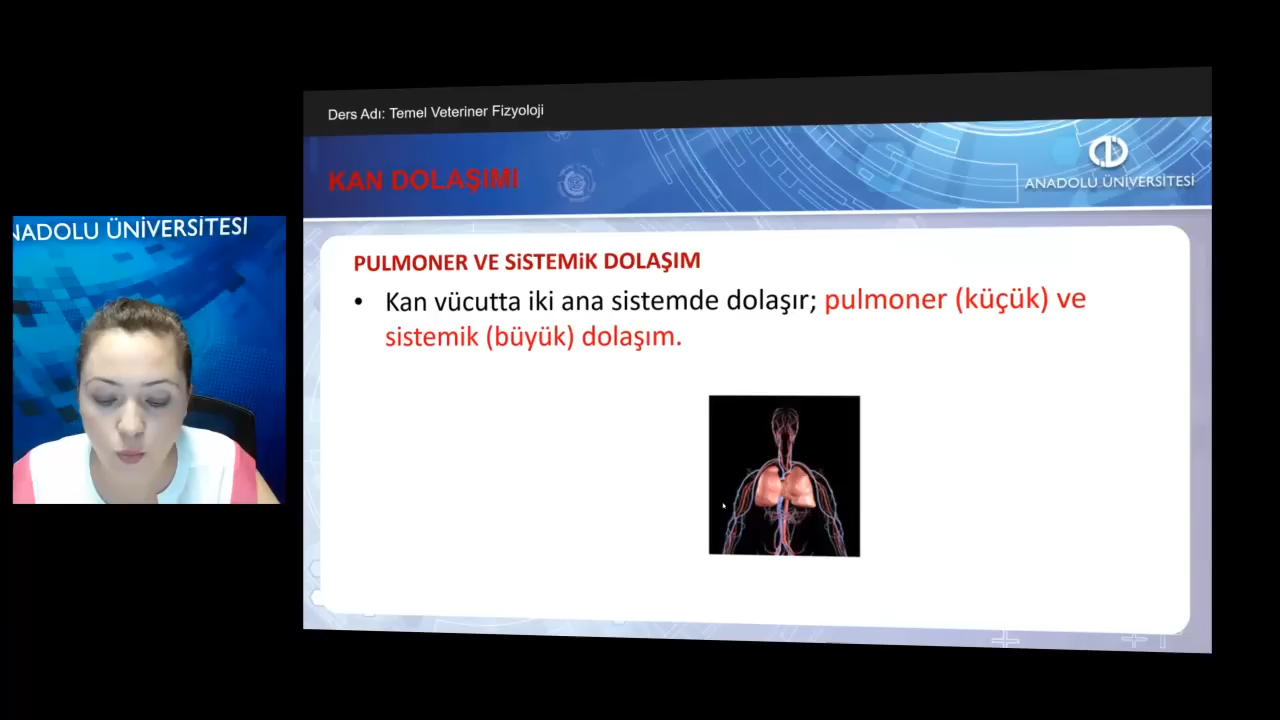 Ders Adı: Temel Veteriner Fizyoloji
KAN DOLAŞIMI
ANADOLU ÜNİVERSİTESİ
NADOLU ÜNİVERSİTESİ
PULMONER VE SiSTEMiK DOLAŞIM
• Kan vücutta iki ana sistemde dolaşır; pulmoner (küçük) ve
sistemik (büyük) dolaşım.